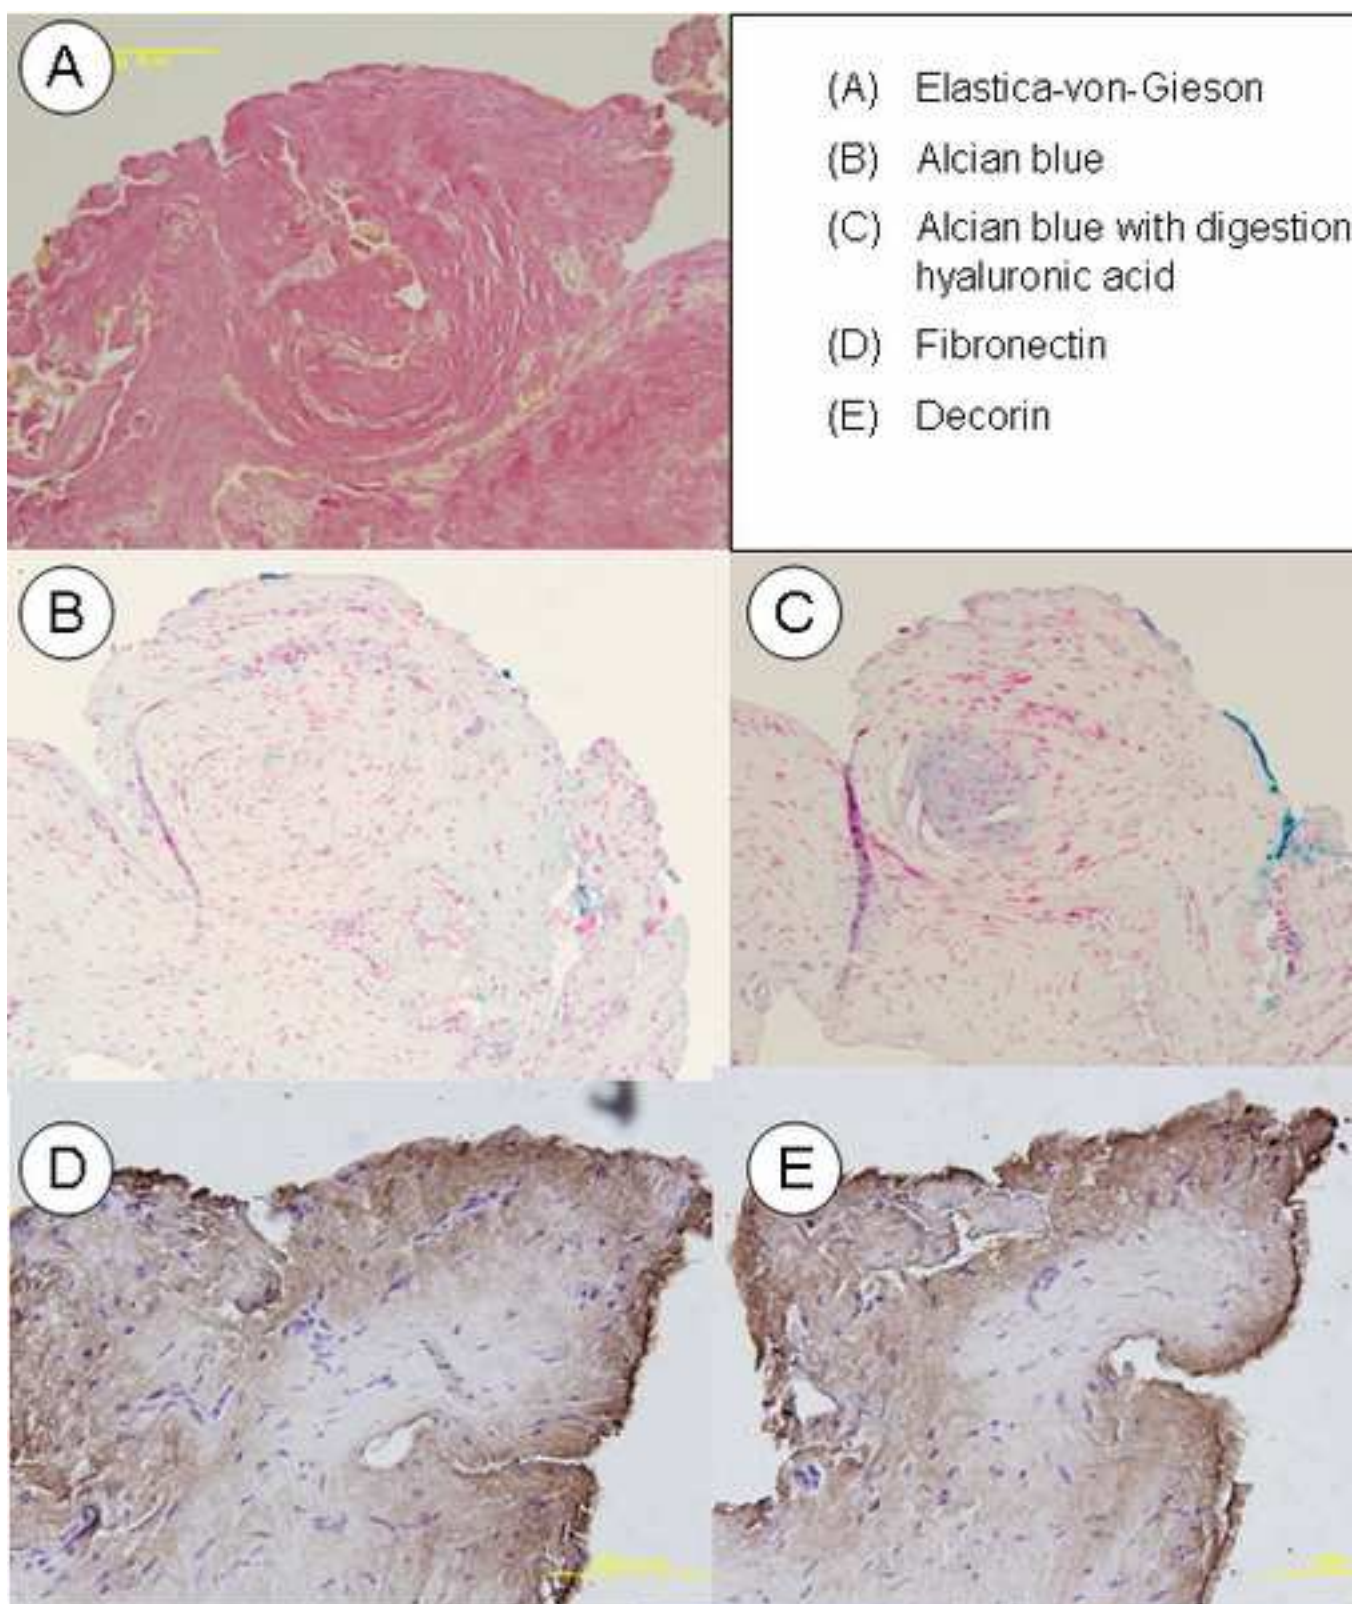 A
(A) Elastica-von-Gieson
(B) Alcian blue
(C) Alcian blue with digestion
hyaluronic acid
(D) Fibronectin
(E) Decorin
B
C
D
E